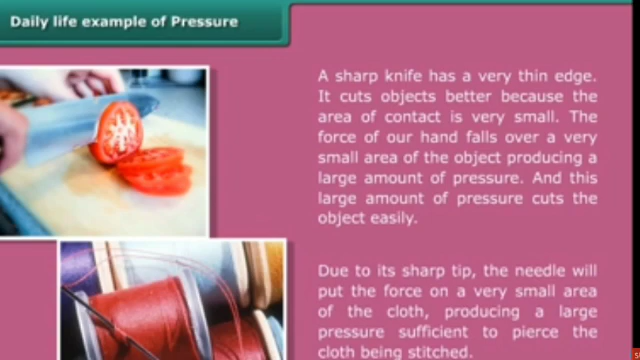 Daily life example of Pressure
A sharp knife has a very thin edge.
It cuts objects better because the
area of contact is very small. The
force of our hand falls over a very
small area of the object producing a
large amount of pressure. And this
large amount of pressure cuts the
object easily.
Due to its sharp tip, the needle will
put the force on a very small area
of the cloth, producing a large
pressure sufficient to pierce the
cloth being stitched.